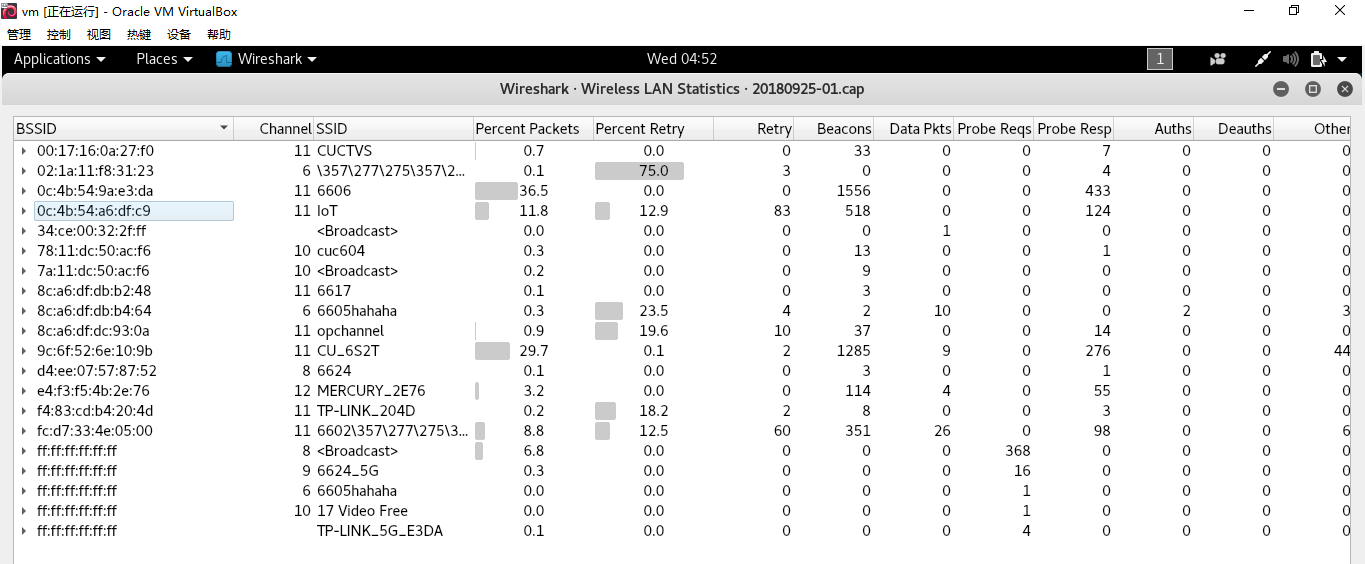 vm [正在运行] - Oracle VM VirtualBox
管理 控制 视图 热键 设备 帮助
Applications Places Wireshark Wed 04:52 1
Wireshark · Wireless LAN Statistics · 20180925-01.cap
BSSID Channel SSID Percent Packets Percent Retry Retry Beacons Data Pkts Probe Reqs Probe Resp Auths Deauths Other
00:17:16:0a:27:f0 11 CUCTVS 0.7 0.0 0 33 0 0 7 0 0 0
02:1a:11:f8:31:23 6 \357\277\275\357\2... 0.1 75.0 3 0 0 0 4 0 0 0
0c:4b:54:9a:e3:da 11 6606 36.5 0.0 0 1556 0 0 433 0 0 0
0c:4b:54:a6:df:c9 11 IoT 11.8 12.9 83 518 0 0 124 0 0 0
34:ce:00:32:2f:ff <Broadcast> 0.0 0.0 0 0 1 0 0 0 0 0
78:11:dc:50:ac:f6 10 cuc604 0.3 0.0 0 13 0 0 1 0 0 0
7a:11:dc:50:ac:f6 10 <Broadcast> 0.2 0.0 0 9 0 0 0 0 0 0
8c:a6:df:db:b2:48 11 6617 0.1 0.0 0 3 0 0 0 0 0 0
8c:a6:df:db:b4:64 6 6605hahaha 0.3 23.5 4 2 10 0 0 2 0 3
8c:a6:df:dc:93:0a 11 opchannel 0.9 19.6 10 37 0 0 14 0 0 0
9c:6f:52:6e:10:9b 11 CU_6S2T 29.7 0.1 2 1285 9 0 276 0 0 44
d4:ee:07:57:87:52 8 6624 0.1 0.0 0 3 0 0 1 0 0 0
e4:f3:f5:4b:2e:76 12 MERCURY_2E76 3.2 0.0 0 114 4 0 55 0 0 0
f4:83:cd:b4:20:4d 11 TP-LINK_204D 0.2 18.2 2 8 0 0 3 0 0 0
fc:d7:33:4e:05:00 11 6602\357\277\275\3... 8.8 12.5 60 351 26 0 98 0 0 6
ff:ff:ff:ff:ff:ff 8 <Broadcast> 6.8 0.0 0 0 0 368 0 0 0 0
ff:ff:ff:ff:ff:ff 9 6624_5G 0.3 0.0 0 0 0 16 0 0 0 0
ff:ff:ff:ff:ff:ff 6 6605hahaha 0.0 0.0 0 0 0 1 0 0 0 0
ff:ff:ff:ff:ff:ff 10 17 Video Free 0.0 0.0 0 0 0 1 0 0 0 0
ff:ff:ff:ff:ff:ff TP-LINK_5G_E3DA 0.1 0.0 0 0 0 4 0 0 0 0